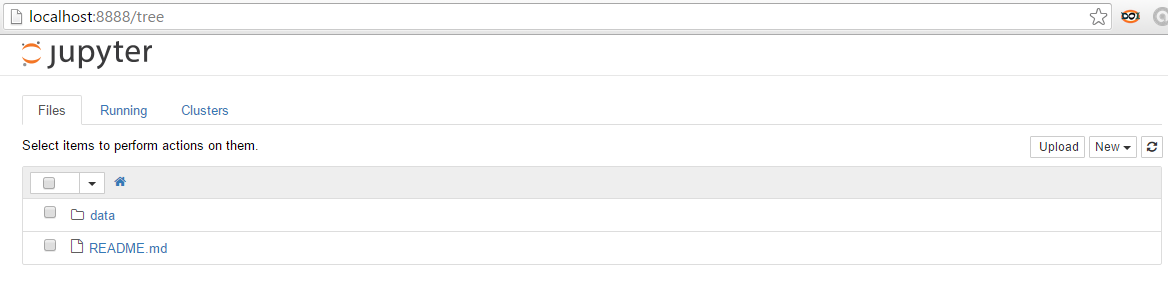 localhost:8888/tree
jupyter
Files Running Clusters
Select items to perform actions on them.
Upload New
data
README.md